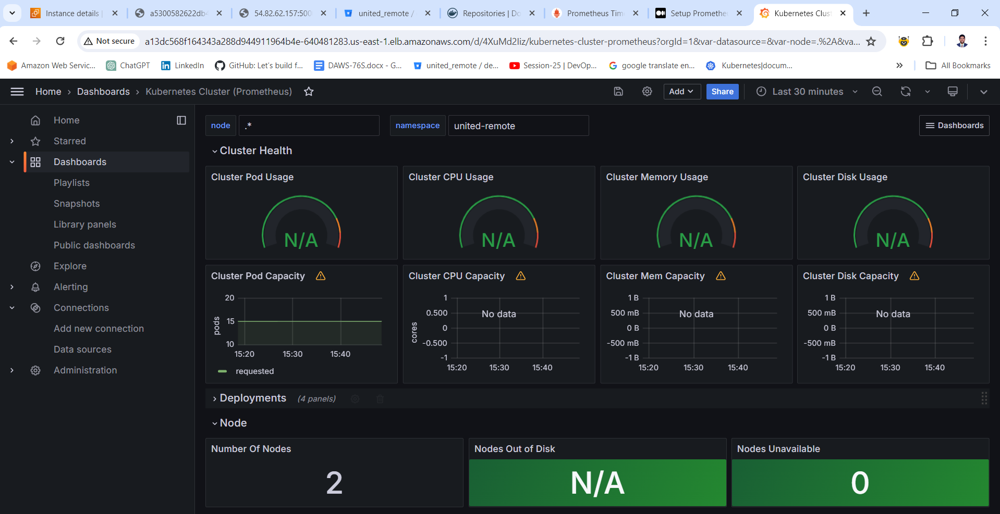 Instance details |
a5300582622db4
54.82.62.157:500
united_remote /
Repositories | Do
Prometheus Tim
Setup Promethe
Kubernetes Clust
Not secure
a13dc568f164343a288d944911964b4e-640481283.us-east-1.elb.amazonaws.com/d/4XuMd2Iiz/kubernetes-cluster-prometheus?orgId=1&var-datasource=&var-node=.%2A&va...
Amazon Web Servic...
ChatGPT
LinkedIn
GitHub: Let's build f...
DAWS-76S.docx - G...
united_remote / de...
Session-25 | DevOp...
google translate en...
Kubernetes|docum...
All Bookmarks
Home › Dashboards › Kubernetes Cluster (Prometheus)
Add
Share
Last 30 minutes
Home
Starred
Dashboards
Playlists
Snapshots
Library panels
Public dashboards
Explore
Alerting
Connections
Add new connection
Data sources
Administration
node
.*
namespace
united-remote
Dashboards
Cluster Health
Cluster Pod Usage
N/A
Cluster CPU Usage
N/A
Cluster Memory Usage
N/A
Cluster Disk Usage
N/A
Cluster Pod Capacity
pods
20
15
10
15:20 15:30 15:40
requested
Cluster CPU Capacity
cores
1
0.500
0
-0.500
-1
No data
15:20 15:30 15:40
Cluster Mem Capacity
1 B
500 mB
0 B
-500 mB
-1 B
No data
15:20 15:30 15:40
Cluster Disk Capacity
1 B
500 mB
0 B
-500 mB
-1 B
No data
15:20 15:30 15:40
Deployments (4 panels)
Node
Number Of Nodes
2
Nodes Out of Disk
N/A
Nodes Unavailable
0